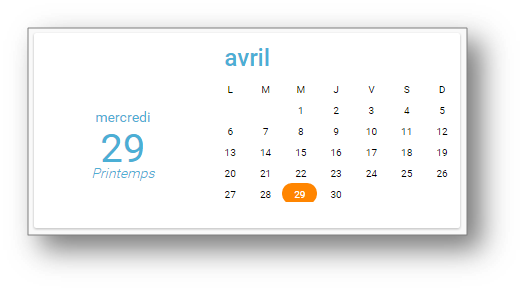 mercredi
29
Printemps
avril
L M M J V S D
1 2 3 4 5
6 7 8 9 10 11 12
13 14 15 16 17 18 19
20 21 22 23 24 25 26
27 28 29 30